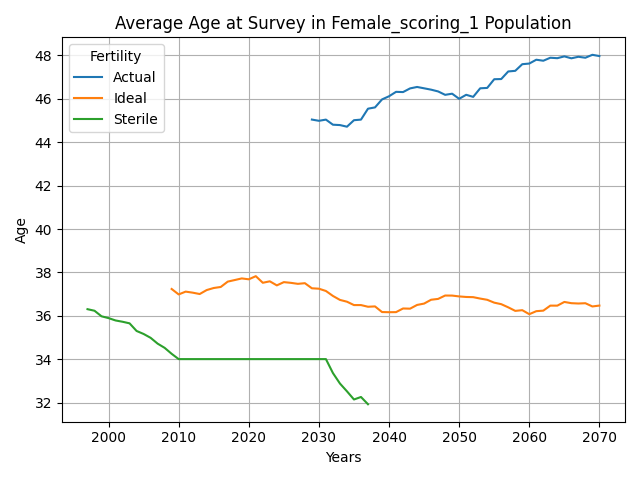 Average Age at Survey in Female_scoring_1 Population
Fertility
Actual
Ideal
Sterile
Age
48
46
44
42
40
38
36
34
32
2000
2010
2020
2030
2040
2050
2060
2070
Years